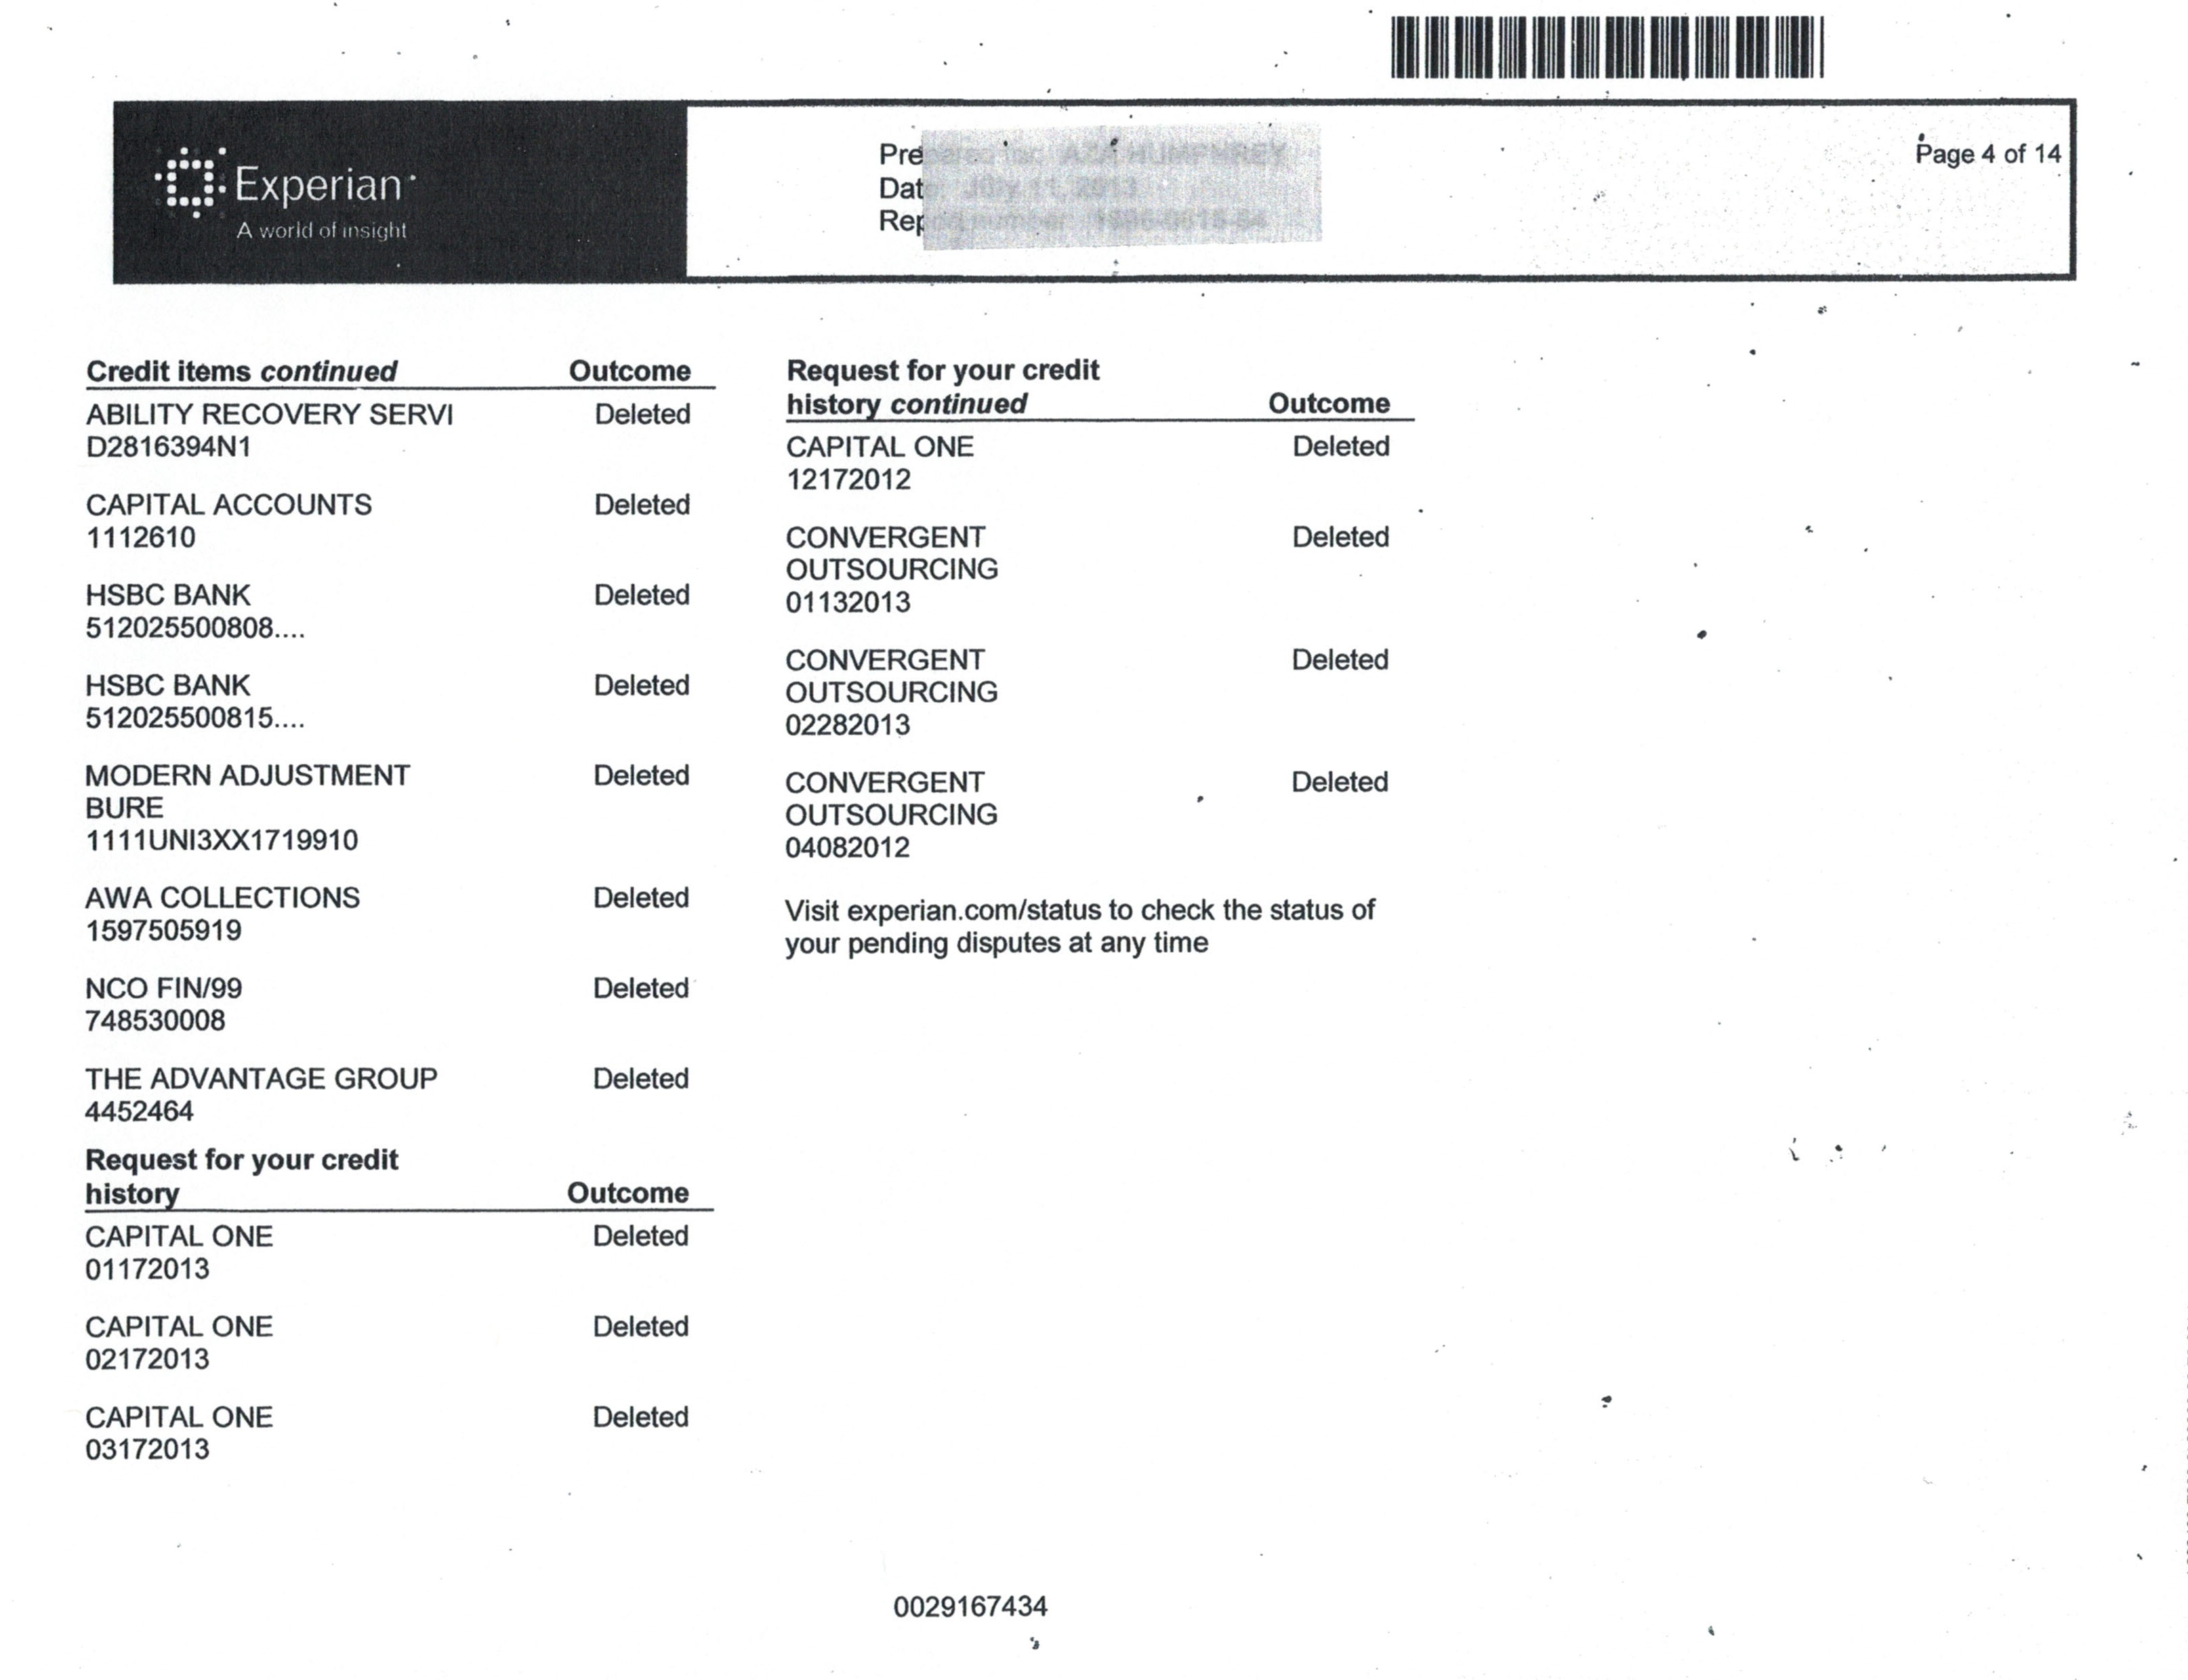 Experian
A world of insight
Pre
Dat
Rep
Page 4 of 14
Credit items continued Outcome
ABILITY RECOVERY SERVI Deleted
D2816394N1
CAPITAL ACCOUNTS Deleted
1112610
HSBC BANK Deleted
512025500808....
HSBC BANK Deleted
512025500815....
MODERN ADJUSTMENT Deleted
BURE
1111UNI3XX1719910
AWA COLLECTIONS Deleted
1597505919
NCO FIN/99 Deleted
748530008
THE ADVANTAGE GROUP Deleted
4452464
Request for your credit
history Outcome
CAPITAL ONE Deleted
01172013
CAPITAL ONE Deleted
02172013
CAPITAL ONE Deleted
03172013
Request for your credit
history continued Outcome
CAPITAL ONE Deleted
12172012
CONVERGENT Deleted
OUTSOURCING
01132013
CONVERGENT Deleted
OUTSOURCING
02282013
CONVERGENT Deleted
OUTSOURCING
04082012
Visit experian.com/status to check the status of
your pending disputes at any time
0029167434